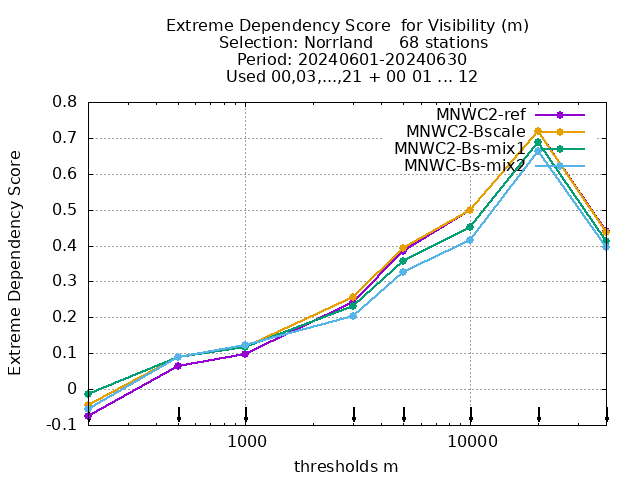 Extreme Dependency Score  for Visibility (m)
Selection: Norrland     68 stations
Period: 20240601-20240630
Used 00,03,...,21 + 00 01 ... 12
MNWC2-ref
MNWC2-Bscale
MNWC2-Bs-mix1
MNWC-Bs-mix2
Extreme Dependency Score
0.8
0.7
0.6
0.5
0.4
0.3
0.2
0.1
0
-0.1
1000
10000
thresholds m